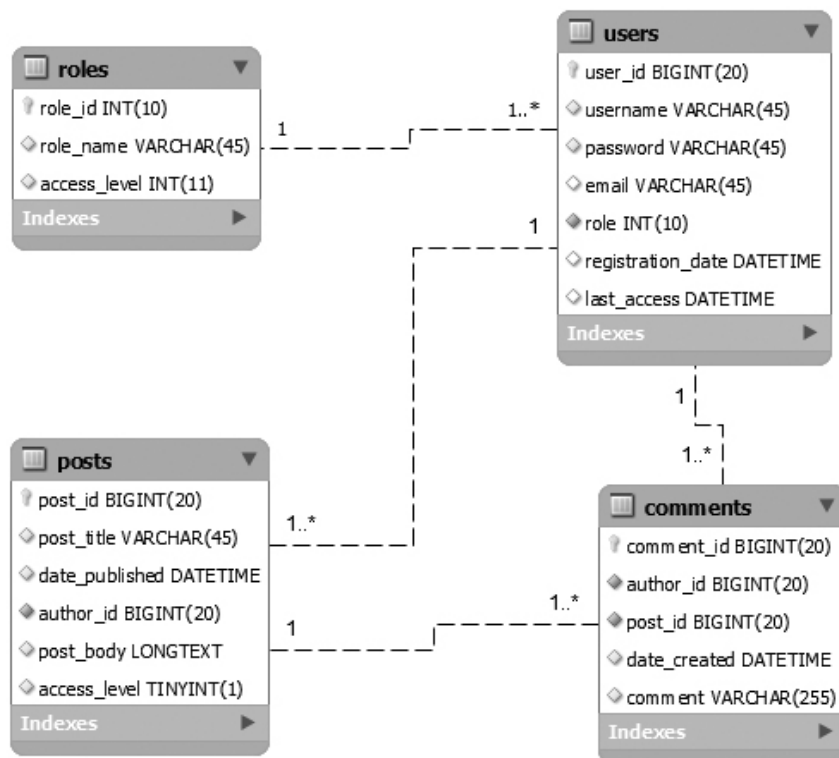 roles
role_id INT(10)
role_name VARCHAR(45)
access_level INT(11)
Indexes
1
1..*
users
user_id BIGINT(20)
username VARCHAR(45)
password VARCHAR(45)
email VARCHAR(45)
role INT(10)
registration_date DATETIME
last_access DATETIME
Indexes
1
1
1..*
posts
post_id BIGINT(20)
post_title VARCHAR(45)
date_published DATETIME
author_id BIGINT(20)
post_body LONGTEXT
access_level TINYINT(1)
Indexes
1..*
1
1..*
comments
comment_id BIGINT(20)
author_id BIGINT(20)
post_id BIGINT(20)
date_created DATETIME
comment VARCHAR(255)
Indexes